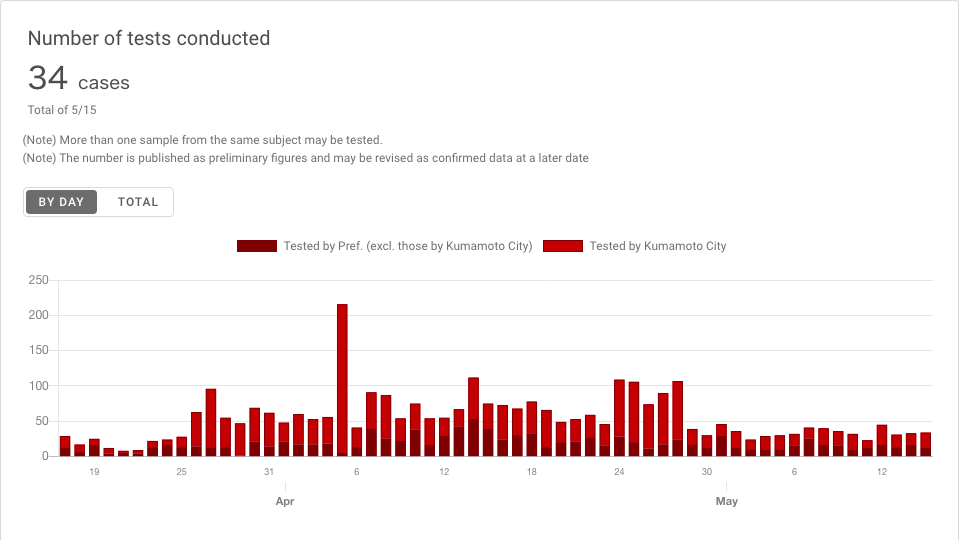 Number of tests conducted
34 cases
Total of 5/15
(Note) More than one sample from the same subject may be tested.
(Note) The number is published as preliminary figures and may be revised as confirmed data at a later date
BY DAY TOTAL
Tested by Pref. (excl. those by Kumamoto City) Tested by Kumamoto City
250
200
150
100
50
0
19 25 31 6 12 18 24 30 6 12
Apr May